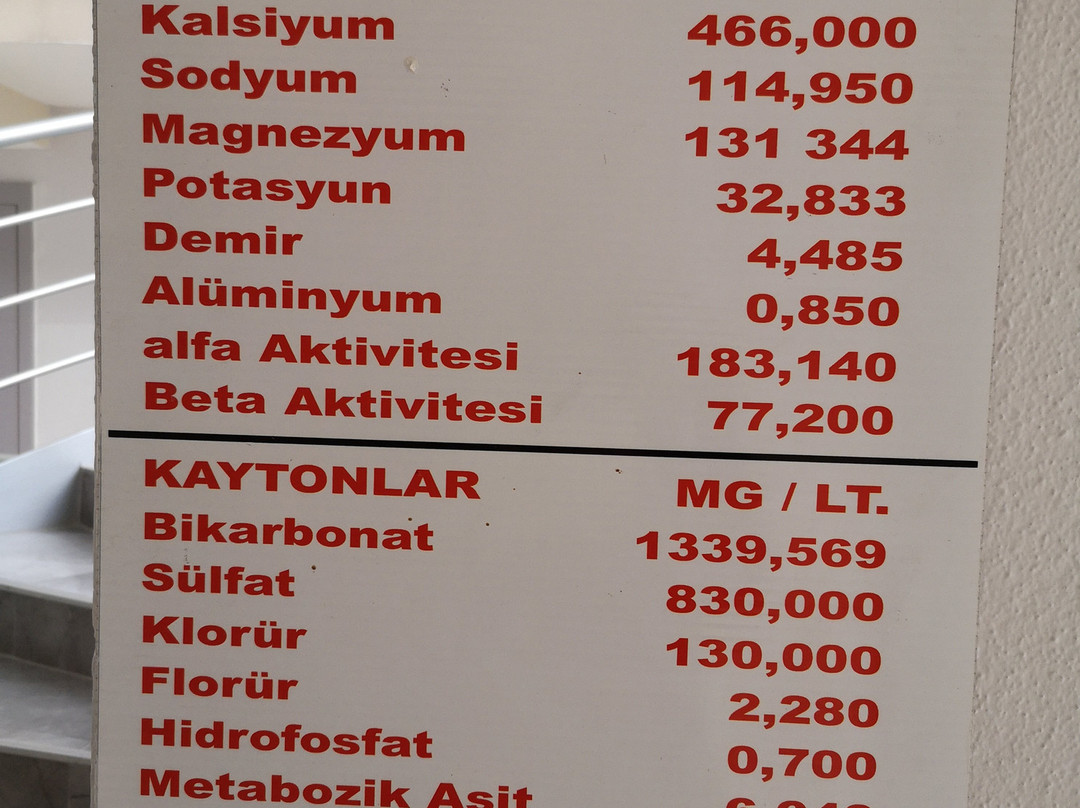 Kalsiyum 466,000
Sodyum 114,950
Magnezyum 131 344
Potasyun 32,833
Demir 4,485
Alüminyum 0,850
alfa Aktivitesi 183,140
Beta Aktivitesi 77,200
KAYTONLAR MG / LT.
Bikarbonat 1339,569
Sülfat 830,000
Klorür 130,000
Florür 2,280
Hidrofosfat 0,700
Metabozik Asit